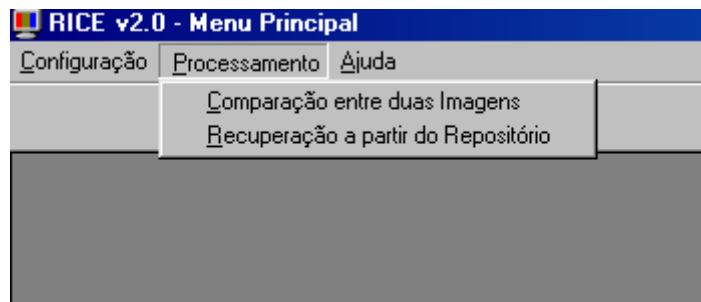 RICE v2.0 - Menu Principal
Configuração Processamento Ajuda
Comparação entre duas Imagens
Recuperação a partir do Repositório